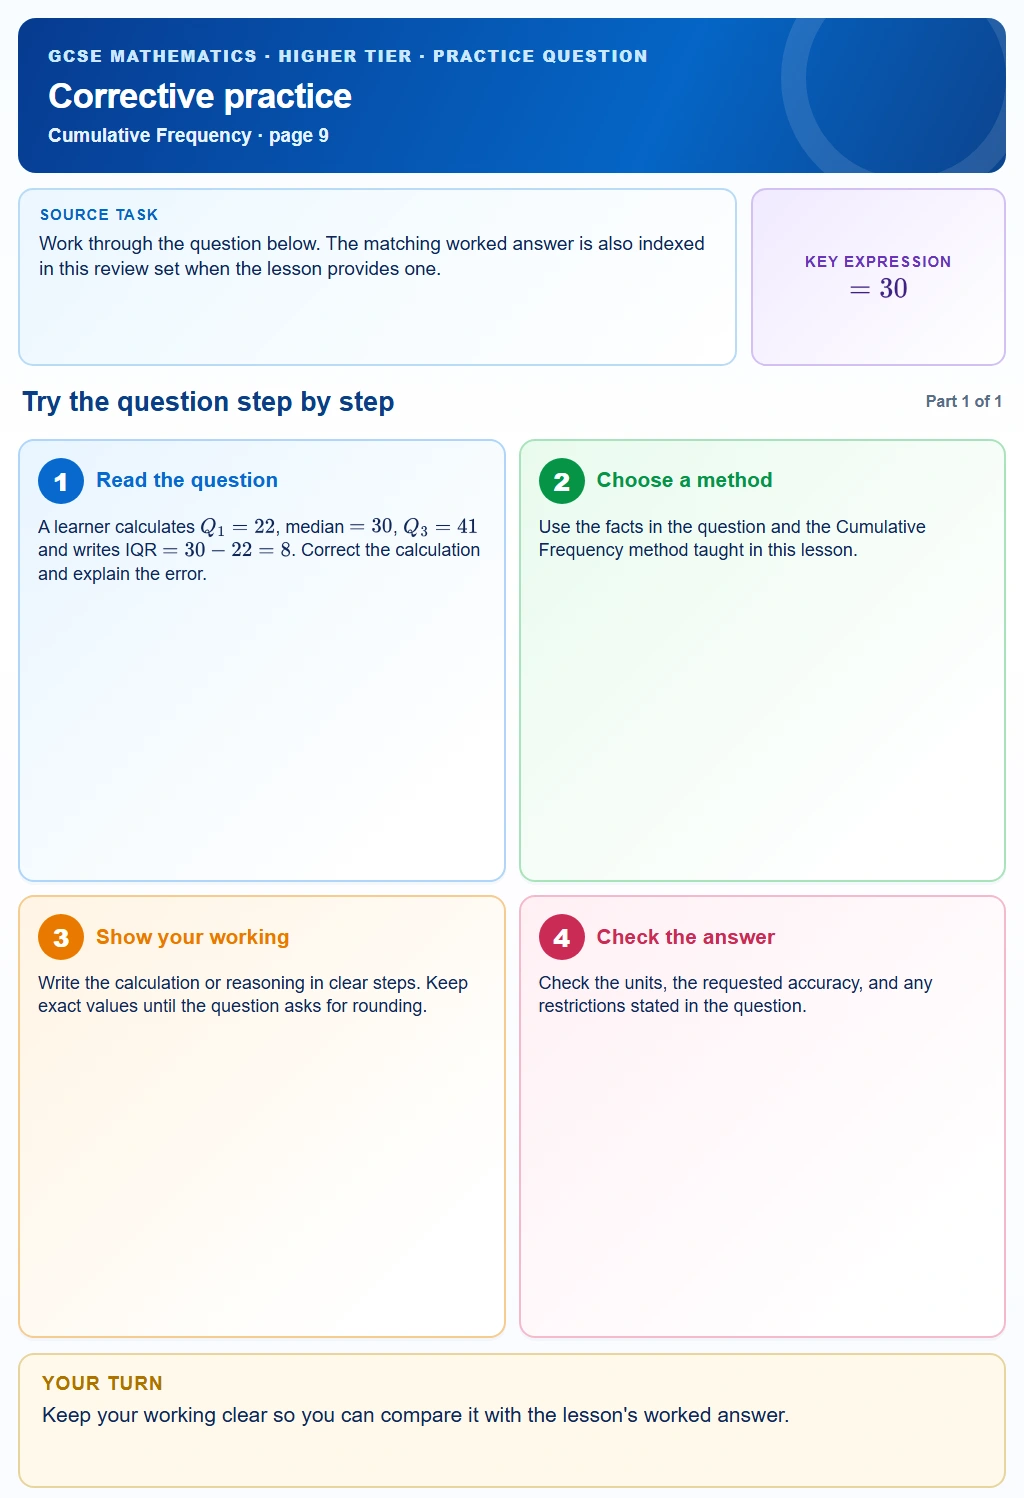 GCSE MATHEMATICS · HIGHER TIER · PRACTICE QUESTION
Corrective practice
Cumulative Frequency · page 9
SOURCE TASK
Work through the question below. The matching worked answer is also indexed
in this review set when the lesson provides one.
KEY EXPRESSION
= 30
Try the question step by step
Part 1 of 1
1 Read the question
A learner calculates Q₁ = 22, median = 30, Q₃ = 41
and writes IQR = 30 − 22 = 8. Correct the calculation
and explain the error.
2 Choose a method
Use the facts in the question and the Cumulative
Frequency method taught in this lesson.
3 Show your working
Write the calculation or reasoning in clear steps. Keep
exact values until the question asks for rounding.
4 Check the answer
Check the units, the requested accuracy, and any
restrictions stated in the question.
YOUR TURN
Keep your working clear so you can compare it with the lesson's worked answer.